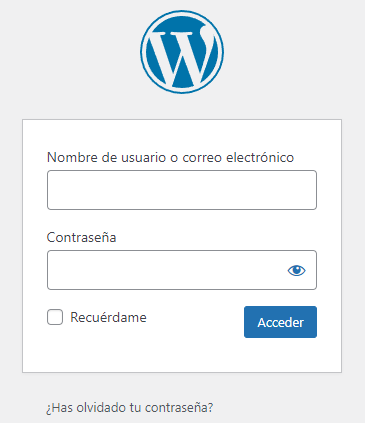 Nombre de usuario o correo electrónico
Contraseña
Recuérdame
Acceder
¿Has olvidado tu contraseña?